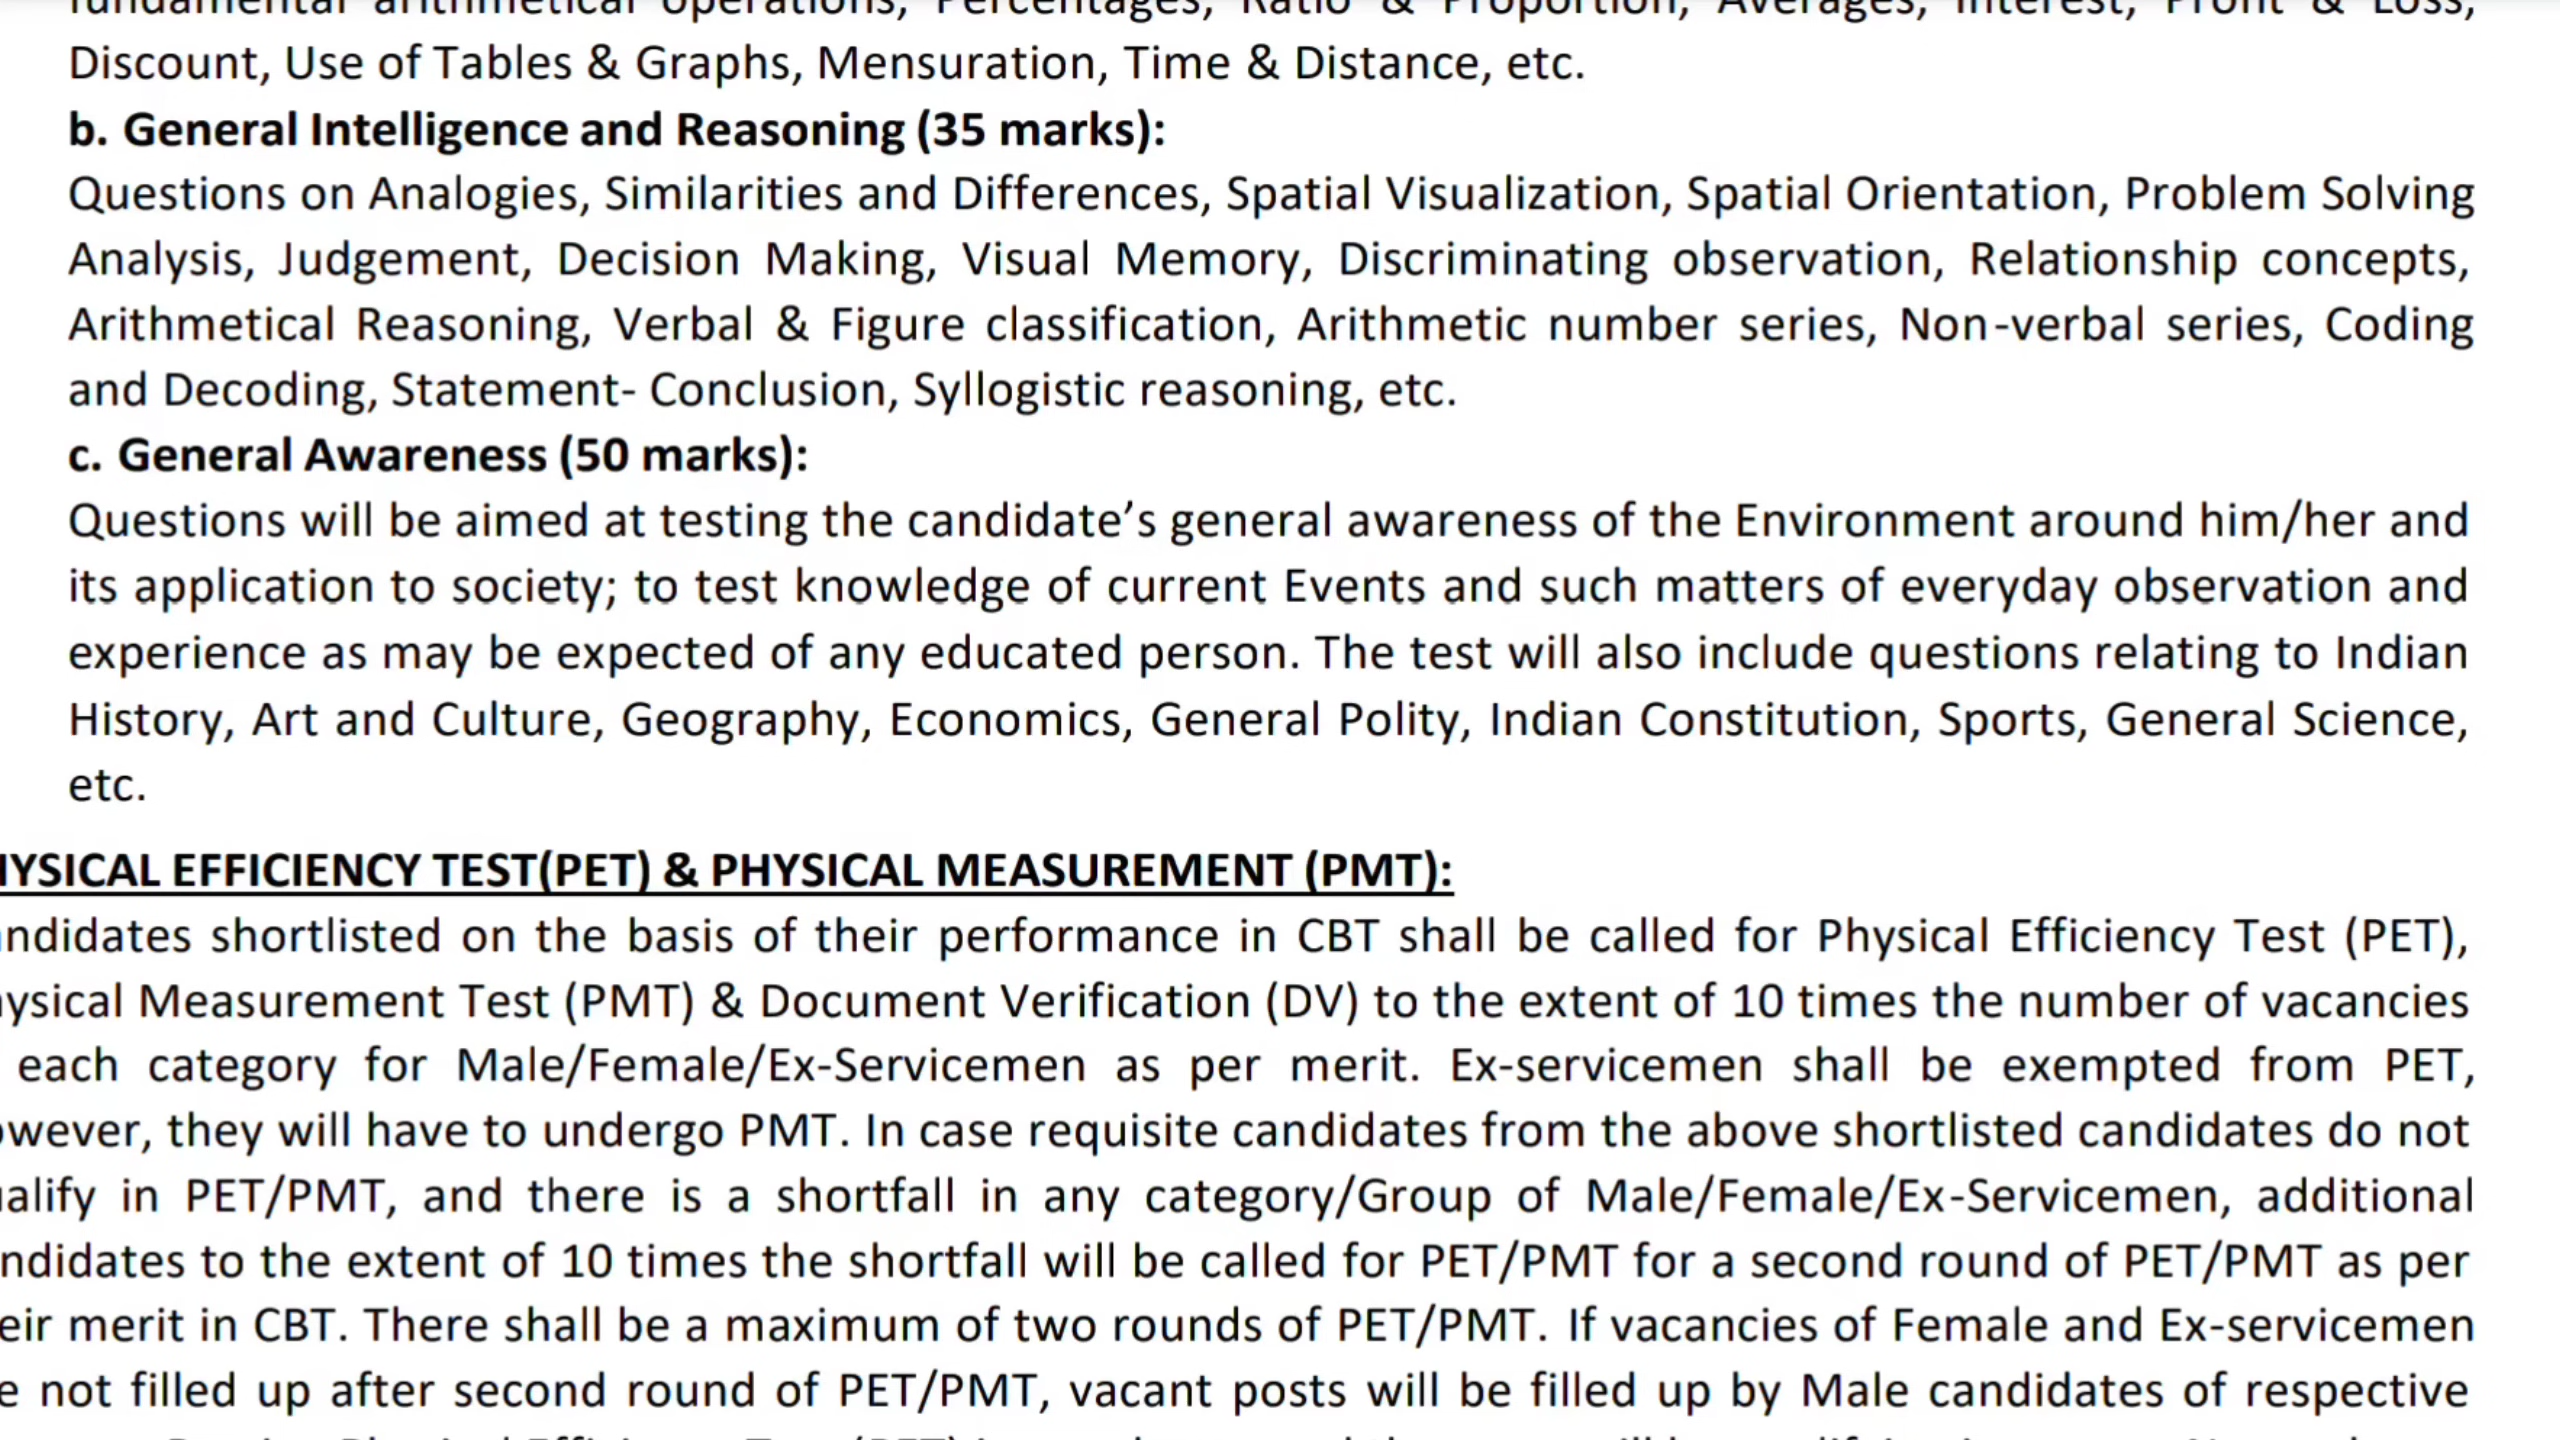 fundamental arithmetical operations, Percentages, Ratio & Proportion, Averages, Interest, Profit & Loss,
Discount, Use of Tables & Graphs, Mensuration, Time & Distance, etc.
b. General Intelligence and Reasoning (35 marks):
Questions on Analogies, Similarities and Differences, Spatial Visualization, Spatial Orientation, Problem Solving
Analysis, Judgement, Decision Making, Visual Memory, Discriminating observation, Relationship concepts,
Arithmetical Reasoning, Verbal & Figure classification, Arithmetic number series, Non-verbal series, Coding
and Decoding, Statement- Conclusion, Syllogistic reasoning, etc.
c. General Awareness (50 marks):
Questions will be aimed at testing the candidate’s general awareness of the Environment around him/her and
its application to society; to test knowledge of current Events and such matters of everyday observation and
experience as may be expected of any educated person. The test will also include questions relating to Indian
History, Art and Culture, Geography, Economics, General Polity, Indian Constitution, Sports, General Science,
etc.
HYSICAL EFFICIENCY TEST(PET) & PHYSICAL MEASUREMENT (PMT):
andidates shortlisted on the basis of their performance in CBT shall be called for Physical Efficiency Test (PET),
hysical Measurement Test (PMT) & Document Verification (DV) to the extent of 10 times the number of vacancies
each category for Male/Female/Ex-Servicemen as per merit. Ex-servicemen shall be exempted from PET,
owever, they will have to undergo PMT. In case requisite candidates from the above shortlisted candidates do not
ualify in PET/PMT, and there is a shortfall in any category/Group of Male/Female/Ex-Servicemen, additional
ndidates to the extent of 10 times the shortfall will be called for PET/PMT for a second round of PET/PMT as per
eir merit in CBT. There shall be a maximum of two rounds of PET/PMT. If vacancies of Female and Ex-servicemen
e not filled up after second round of PET/PMT, vacant posts will be filled up by Male candidates of respective